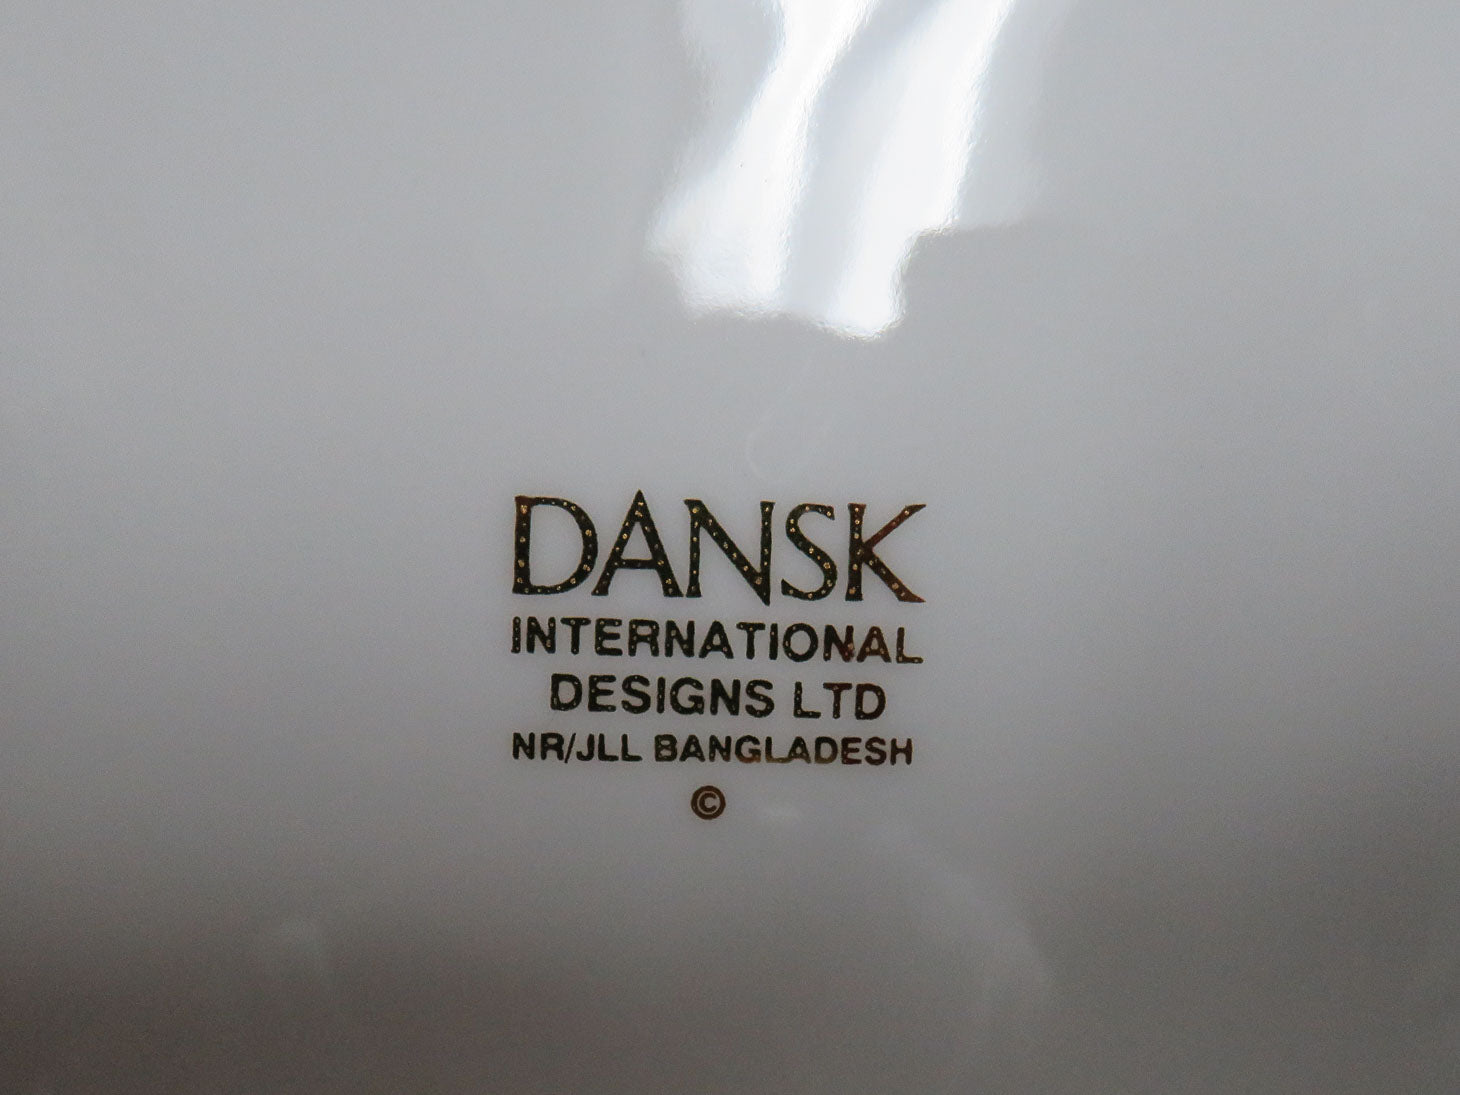 DANSK
INTERNATIONAL
DESIGNS LTD
NR/JLL BANGLADESH
©